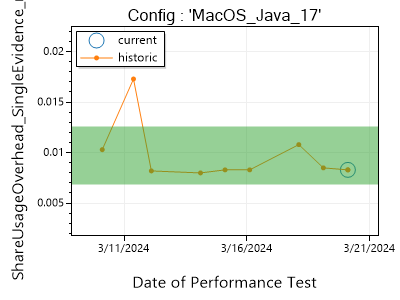 Config : 'MacOS_Java_17'
current
historic
0.02
0.015
0.01
0.005
ShareUsageOverhead_SingleEvidence_
3/11/2024
3/16/2024
3/21/2024
Date of Performance Test